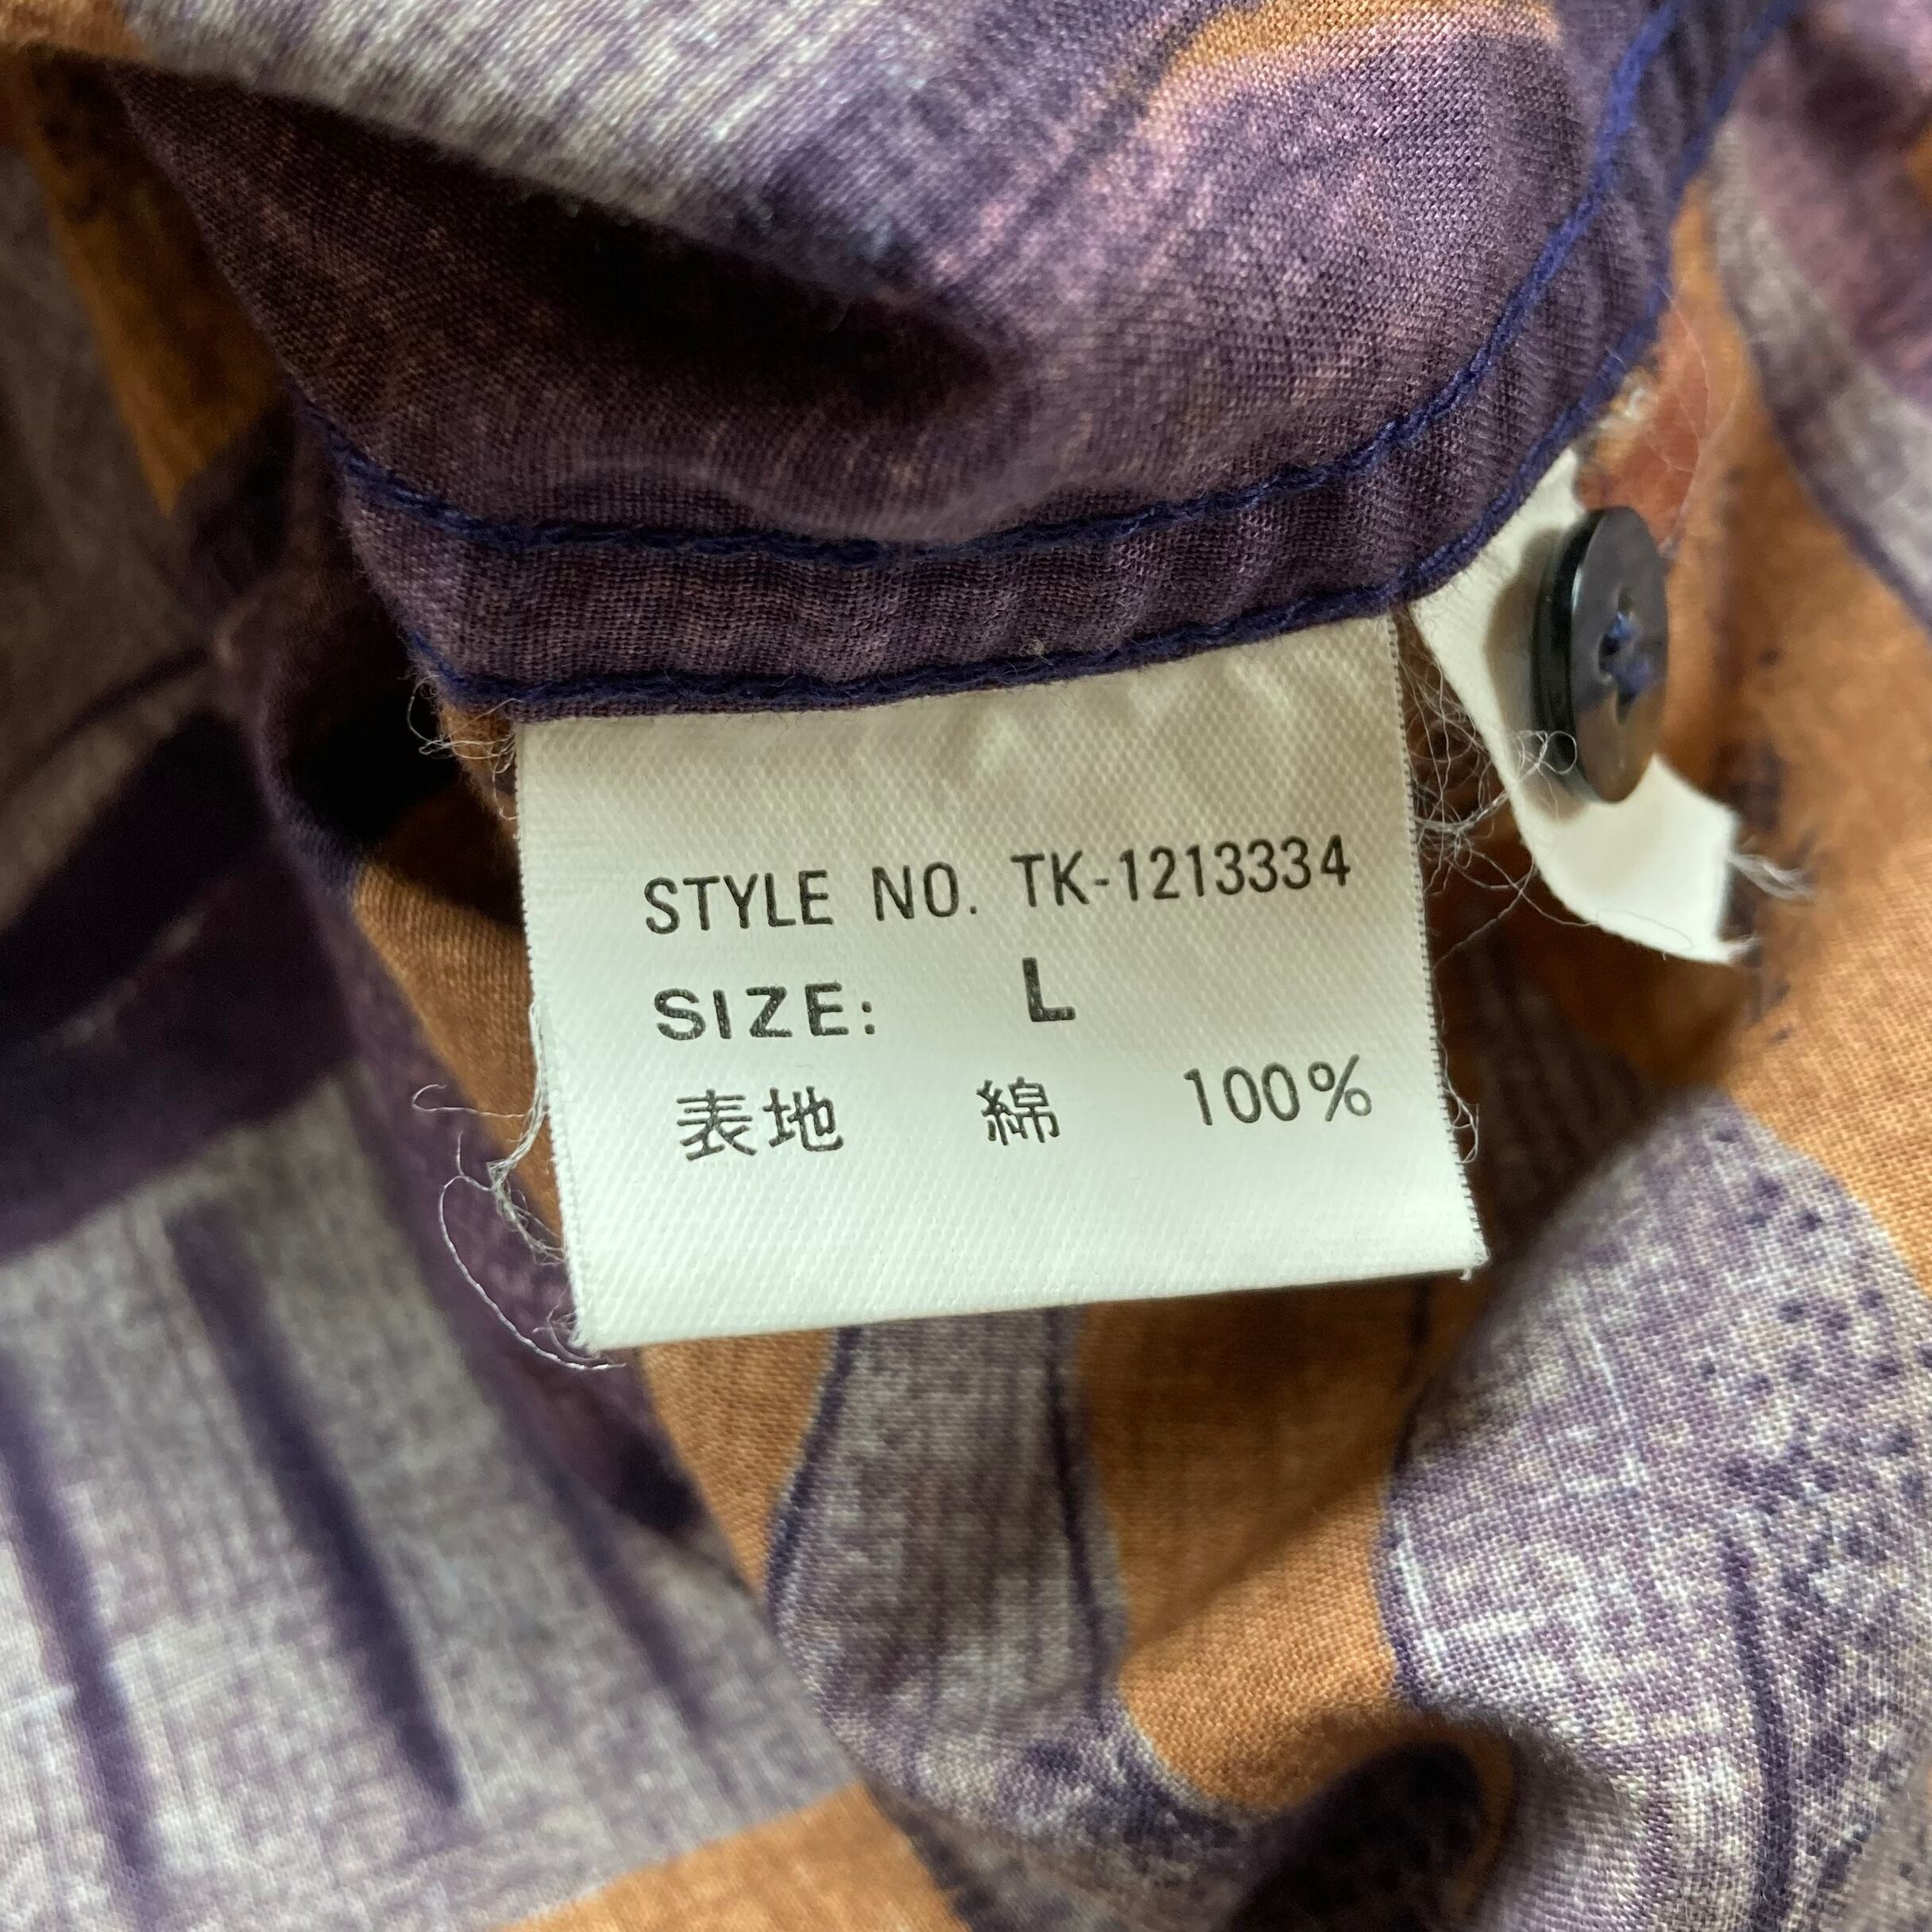 STYLE NO. TK-1213334
SIZE: L
表地 綿 100%